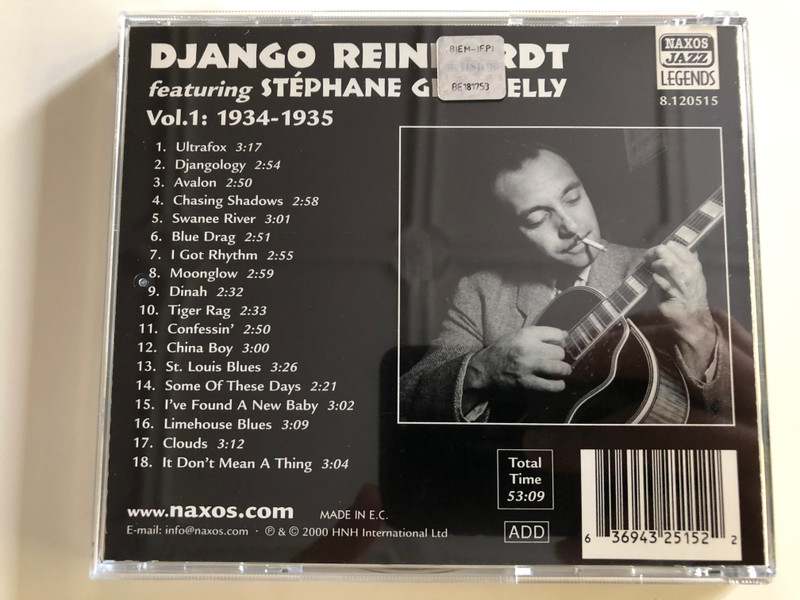 DJANGO REINHARDT
featuring STÉPHANE GRAPPELLY
Vol.1: 1934-1935
BIEM-IFPI
BE181753
NAXOS
JAZZ
LEGENDS
8.120515
1. Ultrafox 3:17
2. Djangology 2:54
3. Avalon 2:50
4. Chasing Shadows 2:58
5. Swanee River 3:01
6. Blue Drag 2:51
7. I Got Rhythm 2:55
8. Moonglow 2:59
9. Dinah 2:32
10. Tiger Rag 2:33
11. Confessin' 2:50
12. China Boy 3:00
13. St. Louis Blues 3:26
14. Some Of These Days 2:21
15. I've Found A New Baby 3:02
16. Limehouse Blues 3:09
17. Clouds 3:12
18. It Don't Mean A Thing 3:04
Total
Time
53:09
ADD
www.naxos.com MADE IN E.C.
E-mail: info@naxos.com · ℗ & © 2000 HNH International Ltd
6 36943 25152 2